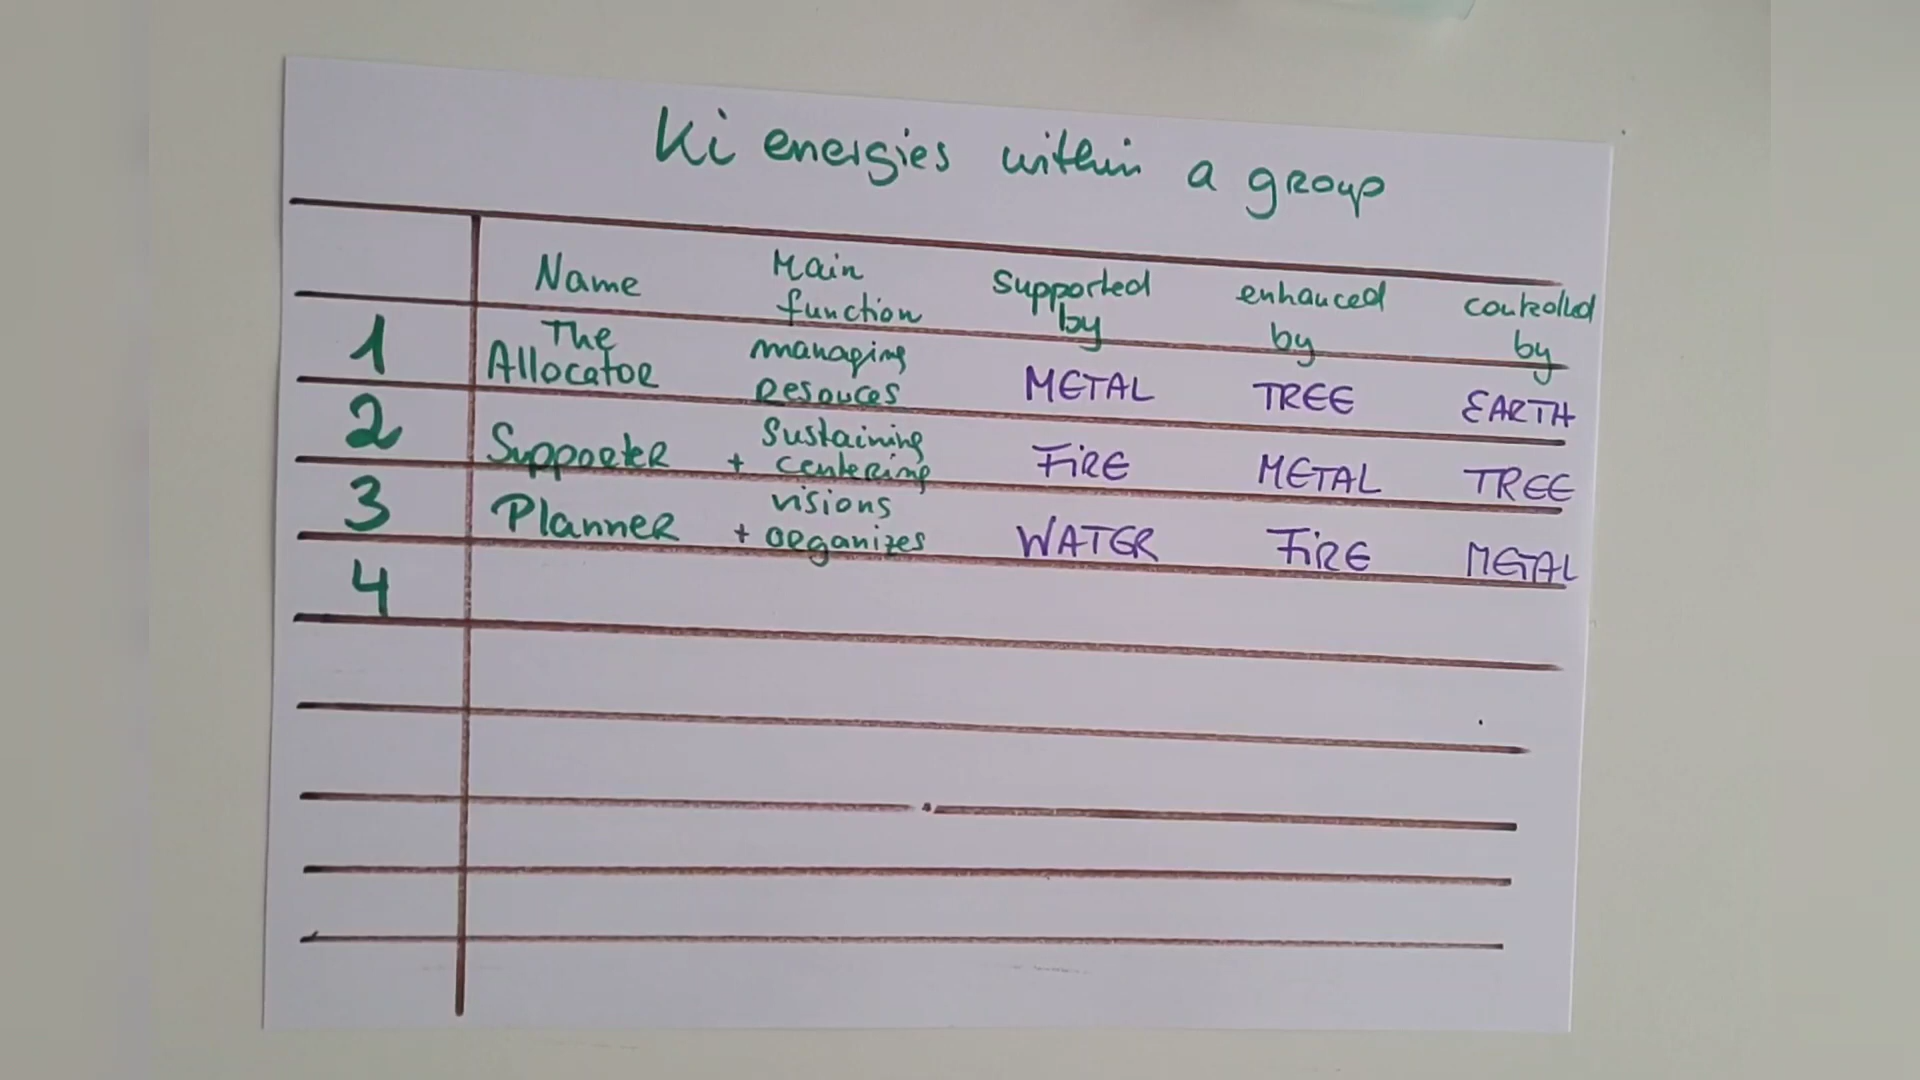 Ki energies within a group
Name Main function Supported by enhanced by controlled by
1 The Allocator managing Resouces METAL TREE EARTH
2 Supporter Sustaining + centering FIRE METAL TREE
3 Planner visions + organizes WATER FIRE METAL
4